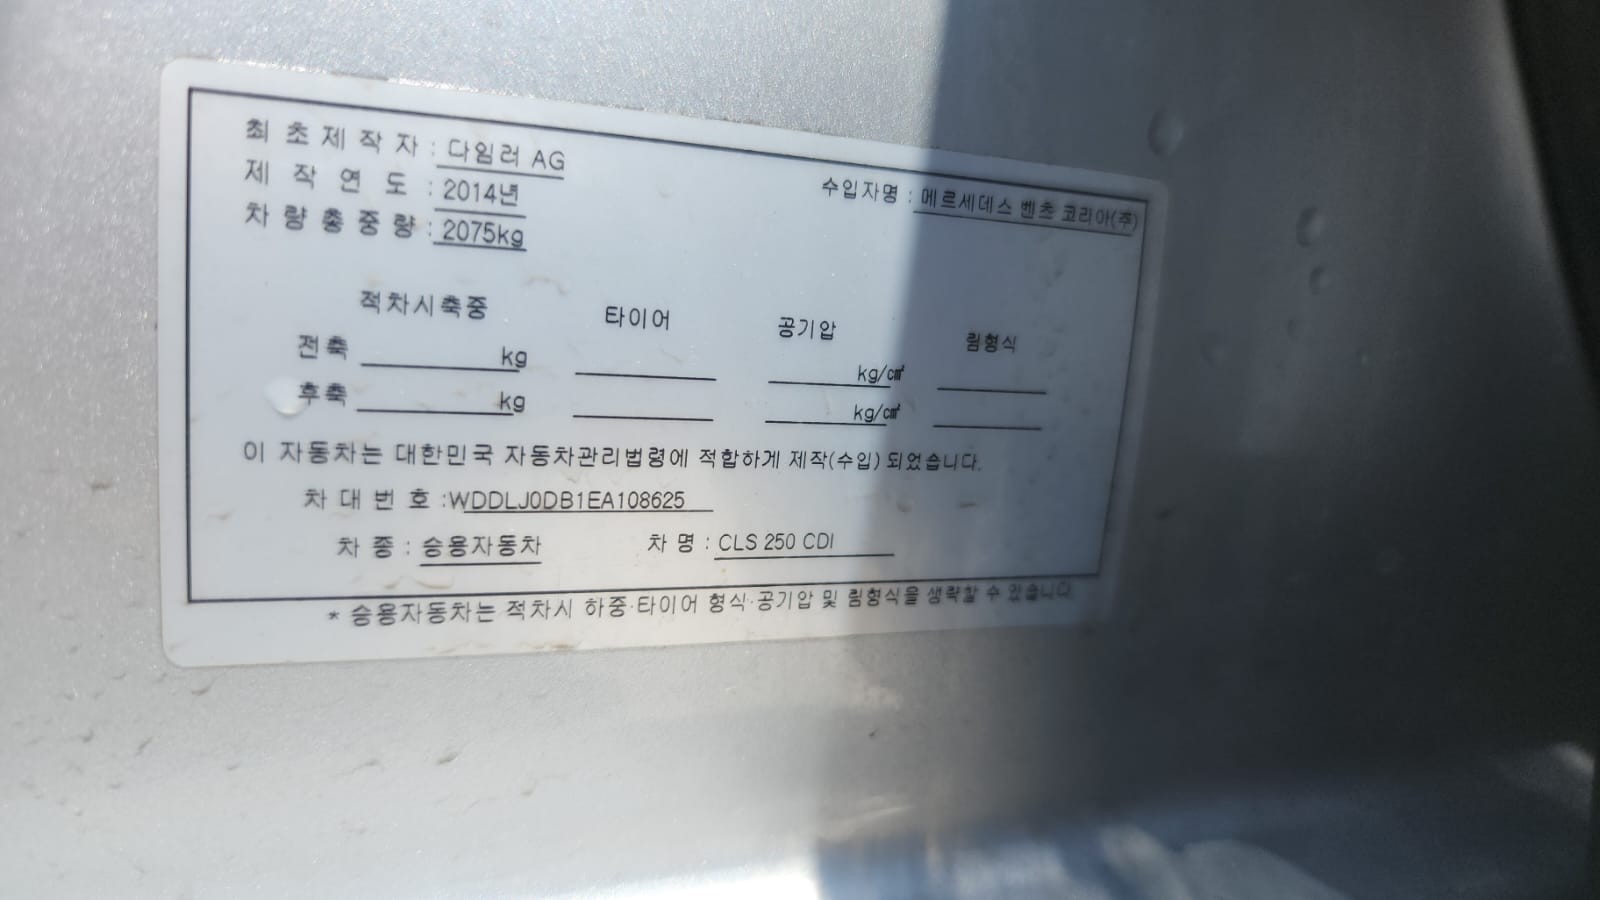 최초제작자 : 다임러 AG
제작연도 : 2014년
수입자명 : 메르세데스 벤츠 코리아(주)
차량총중량 : 2075kg
적차시축중 타이어 공기압 림형식
전축 kg kg/㎠
후축 kg kg/㎠
이 자동차는 대한민국 자동차관리법령에 적합하게 제작(수입) 되었습니다.
차대번호 :WDDLJ0DB1EA108625
차종 : 승용자동차 차명 : CLS 250 CDI
* 승용자동차는 적차시 하중·타이어 형식·공기압 및 림형식을 생략할 수 있습니다.